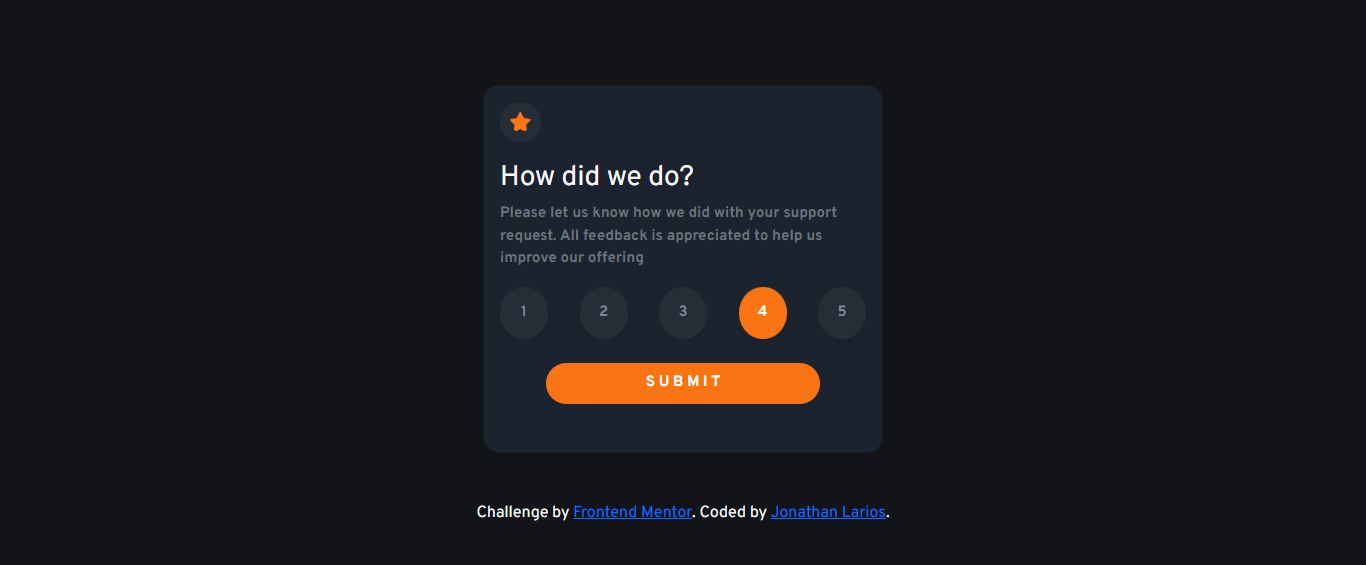 How did we do?
Please let us know how we did with your support
request. All feedback is appreciated to help us
improve our offering
1 2 3 4 5
SUBMIT
Challenge by Frontend Mentor. Coded by Jonathan Larios.